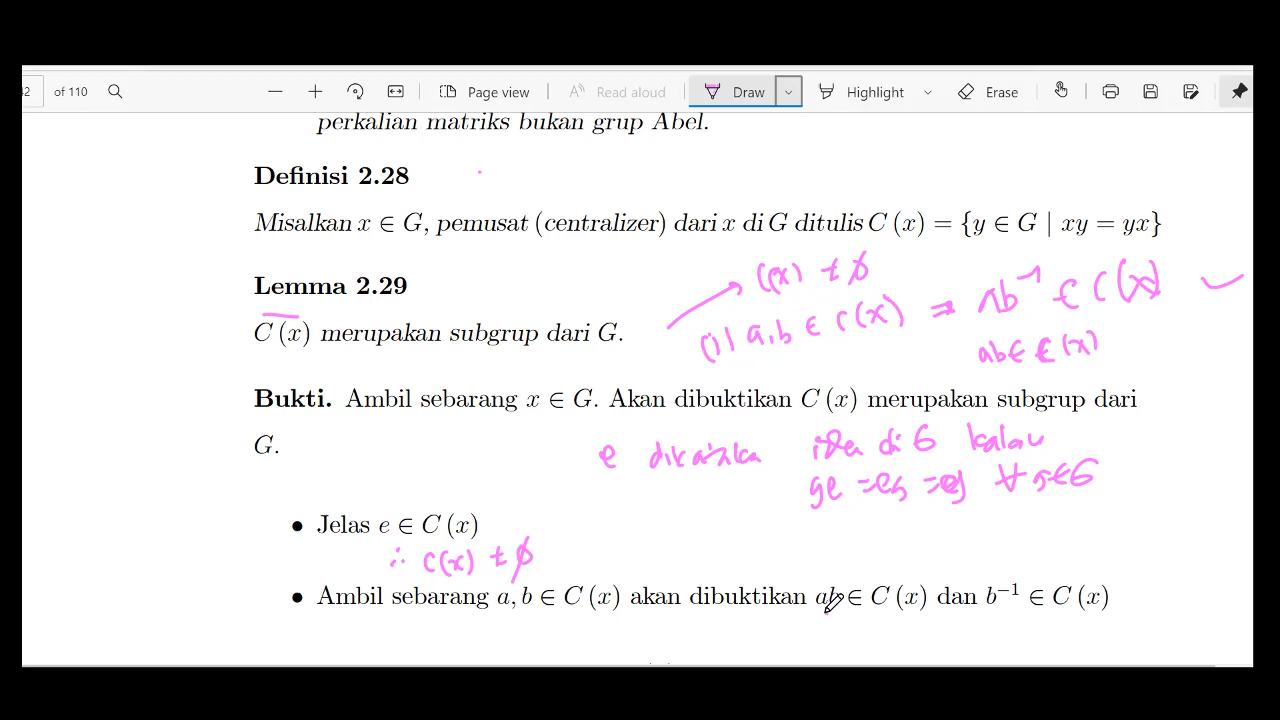 2 of 110 Page view Read aloud Draw Highlight Erase
perkalian matriks bukan grup Abel.
Definisi 2.28
Misalkan x ∈ G, pemusat (centralizer) dari x di G ditulis C (x) = {y ∈ G | xy = yx}
C(x) ≠ ∅
Lemma 2.29
(1) a,b ∈ C(x) ⇒ ab⁻¹ ∈ C(x)
C (x) merupakan subgrup dari G.
ab ∈ C(x)
Bukti. Ambil sebarang x ∈ G. Akan dibuktikan C (x) merupakan subgrup dari
G.
e di G kalau
ge = eg = ∀ g ∈ G
• Jelas e ∈ C (x)
∴ C(x) ≠ ∅
• Ambil sebarang a, b ∈ C (x) akan dibuktikan ab ∈ C (x) dan b⁻¹ ∈ C (x)